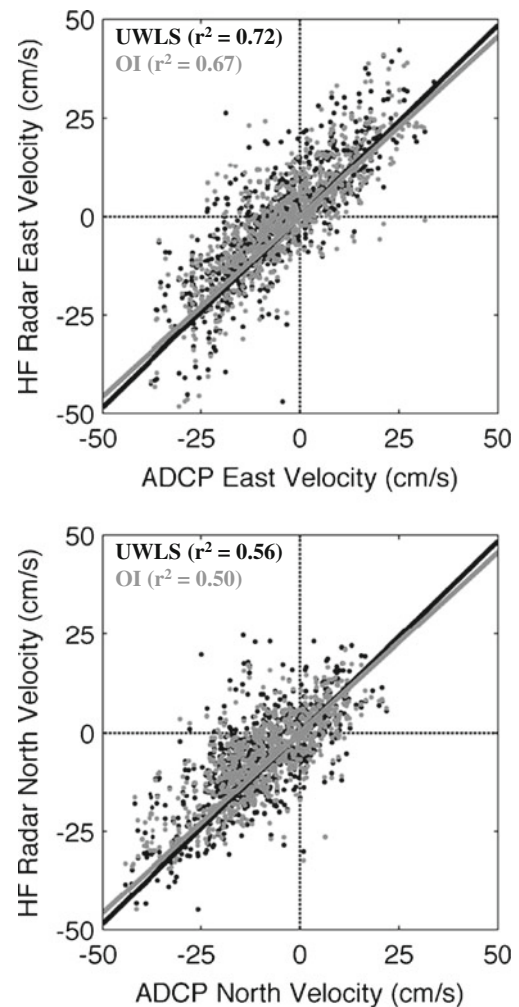 UWLS (r² = 0.72)
OI (r² = 0.67)
HF Radar East Velocity (cm/s)
50
25
0
-25
-50
-50 -25 0 25 50
ADCP East Velocity (cm/s)
UWLS (r² = 0.56)
OI (r² = 0.50)
HF Radar North Velocity (cm/s)
50
25
0
-25
-50
-50 -25 0 25 50
ADCP North Velocity (cm/s)